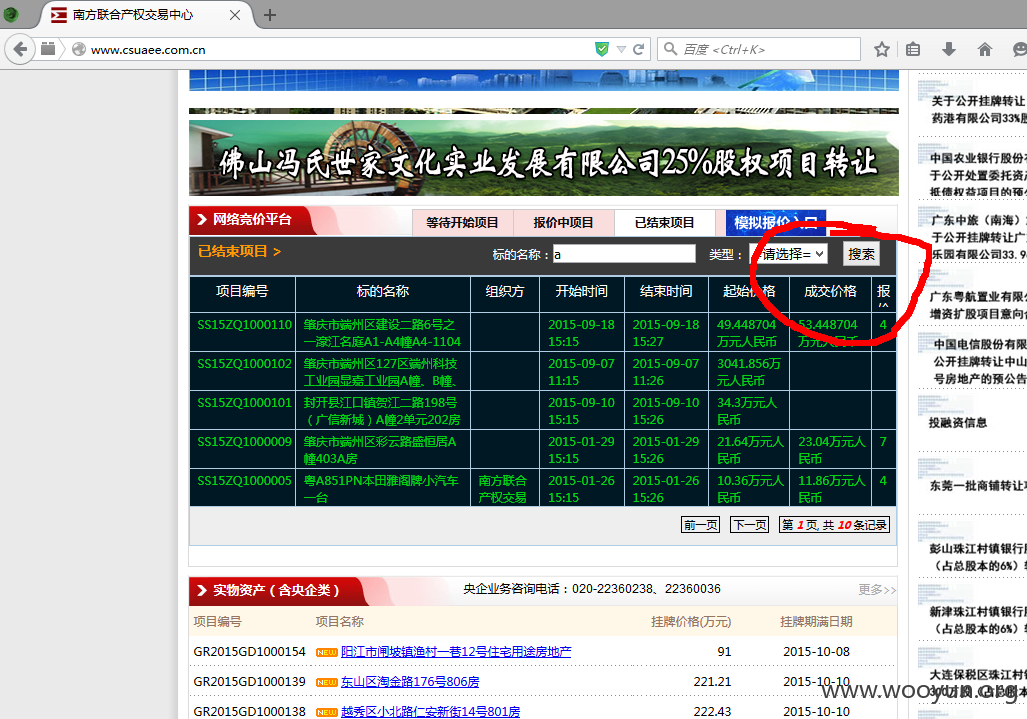 南方联合产权交易中心
www.csuaee.com.cn
百度 <Ctrl+K>
佛山冯氏世家文化实业发展有限公司25%股权项目转让
网络竞价平台
等待开始项目
报价中项目
已结束项目
模拟报价入口
已结束项目 >
标的名称：
a
类型：
=请选择=
搜索
项目编号 标的名称 组织方 开始时间 结束时间 起始价格 成交价格 报
SS15ZQ1000110 肇庆市端州区建设二路6号之 2015-09-18 2015-09-18 49.448704 53.448704 4
一濠江名庭A1-A4幢A4-1104 15:15 15:27 万元人民币 万元人民币
SS15ZQ1000102 肇庆市端州区127区端州科技 2015-09-07 2015-09-07 3041.856万
工业园显嘉工业园A幢、B幢、 11:15 11:26 元人民币
SS15ZQ1000101 封开县江口镇贺江二路198号 2015-09-10 2015-09-10 34.3万元人
（广信新城）A幢2单元202房 15:15 15:26 民币
SS15ZQ1000009 肇庆市端州区彩云路盛恒居A 2015-01-29 2015-01-29 21.64万元人 23.04万元人 7
幢403A房 15:15 15:26 民币 民币
SS15ZQ1000005 粤A851PN本田雅阁牌小汽车 南方联合 2015-01-26 2015-01-26 10.36万元人 11.86万元人 4
一台 产权交易 15:15 15:26 民币 民币
前一页 下一页 第 1 页, 共 10 条记录
实物资产（含央企类）
央企业务咨询电话：020-22360238、22360036
更多>>
项目编号 项目名称 挂牌价格(万元) 挂牌期满日期
GR2015GD1000154 NEW 阳江市闸坡镇渔村一巷12号住宅用途房地产 91 2015-10-08
GR2015GD1000139 NEW 东山区淘金路176号806房 221.21 2015-10-10
GR2015GD1000138 NEW 越秀区小北路仁安新街14号801房 222.43 2015-10-10
关于公开挂牌转让
药港有限公司33%股
中国农业银行股份有
于公开处置委托资产
抵债权益项目的预公
广东中旅（南海）
于公开挂牌转让广
乐园有限公司33.9
广东粤航置业有限公
增资扩股项目意向合
中国电信股份有限
公开挂牌转让中山
号房地产的预公告
投融资信息
东莞一批商铺转让项
彭山珠江村镇银行股
（占总股本的6%）转
新津珠江村镇银行股
（占总股本的6%）转
大连保税区珠江村
www.wooyun.org